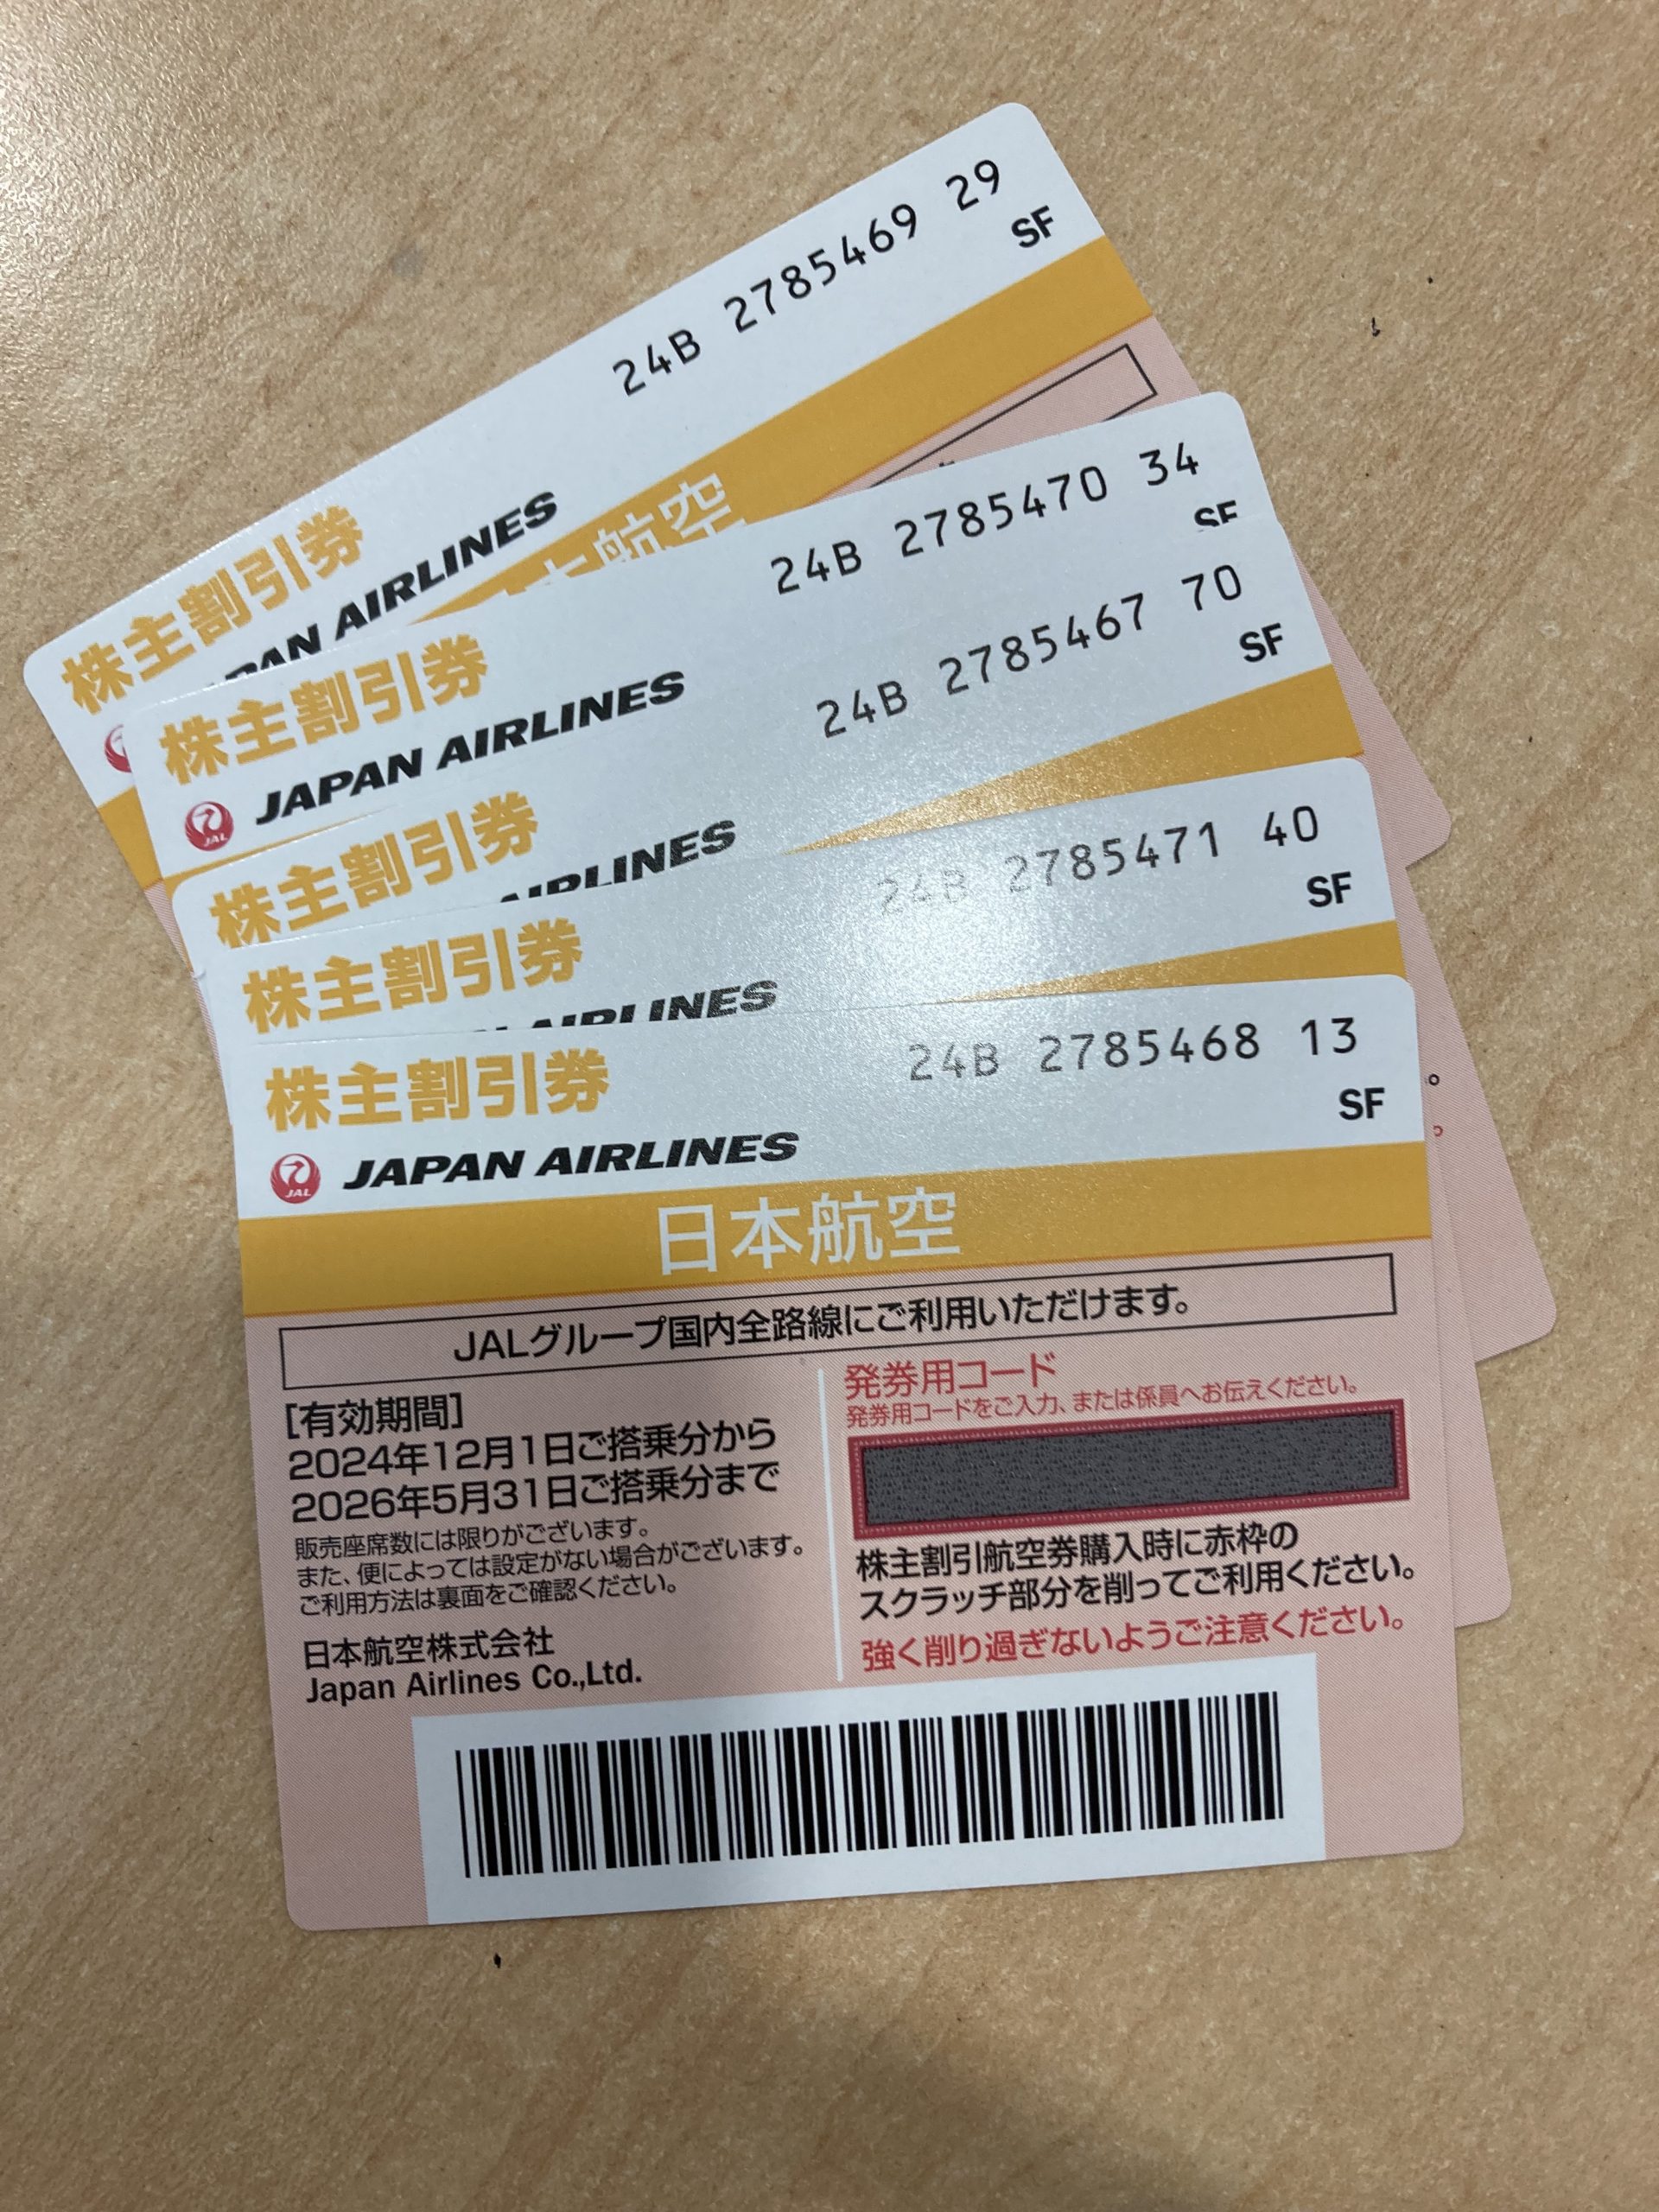 24B 2785469 29
SF
株主割引券
PAN AIRLINES
本航空
24B 2785470 34
SF
株主割引券
JAL JAPAN AIRLINES
24B 2785467 70
SF
株主割引券
AIRLINES
24B 2785471 40
SF
株主割引券
AIRLINES
24B 2785468 13
SF
株主割引券
JAL JAPAN AIRLINES
日本航空
JALグループ国内全路線にご利用いただけます。
[有効期間]
2024年12月1日ご搭乗分から
2026年5月31日ご搭乗分まで
販売座席数には限りがございます。
また、便によっては設定がない場合がございます。
ご利用方法は裏面をご確認ください。
日本航空株式会社
Japan Airlines Co.,Ltd.
発券用コード
発券用コードをご入力、または係員へお伝えください。
株主割引航空券購入時に赤枠の
スクラッチ部分を削ってご利用ください。
強く削り過ぎないようご注意ください。